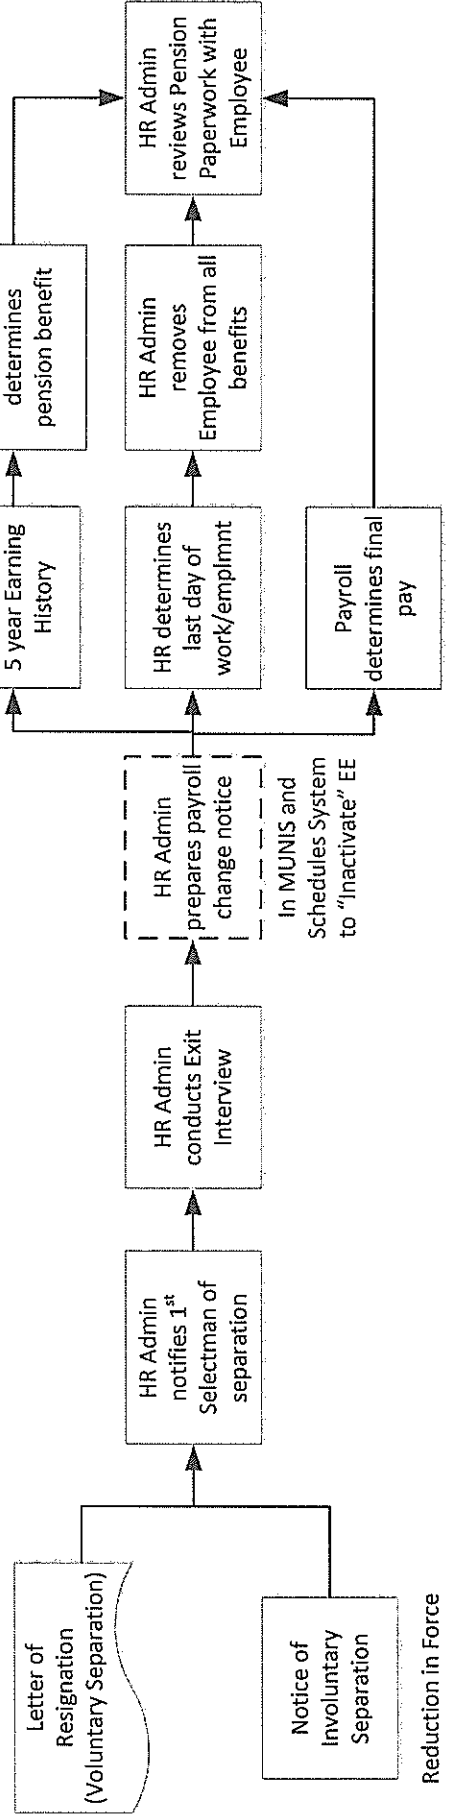 Letter of
Resignation
(Voluntary Separation)
Notice of
Involuntary
Separation
Reduction in Force
HR Admin
notifies 1st
Selectman of
separation
HR Admin
conducts Exit
Interview
HR Admin
prepares payroll
change notice
In MUNIS and
Schedules System
to “Inactivate” EE
5 year Earning
History
determines
pension benefit
HR determines
last day of
work/emplmnt
HR Admin
removes
Employee from all
benefits
Payroll
determines final
pay
HR Admin
reviews Pension
Paperwork with
Employee